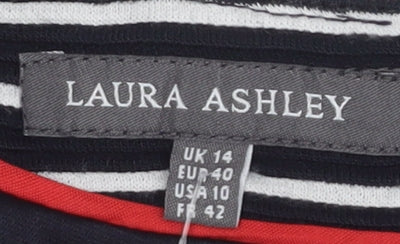 LAURA ASHLEY
UK 14
EUR 40
USA 10
FR 42